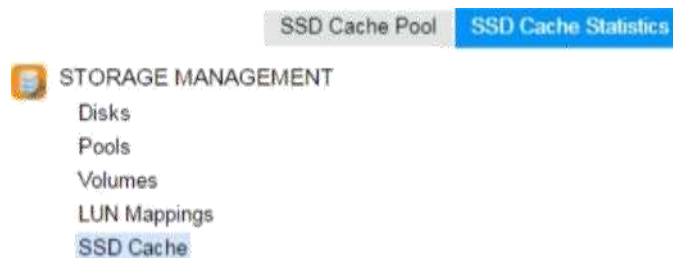 SSD Cache Pool SSD Cache Statistics
STORAGE MANAGEMENT
Disks
Pools
Volumes
LUN Mappings
SSD Cache